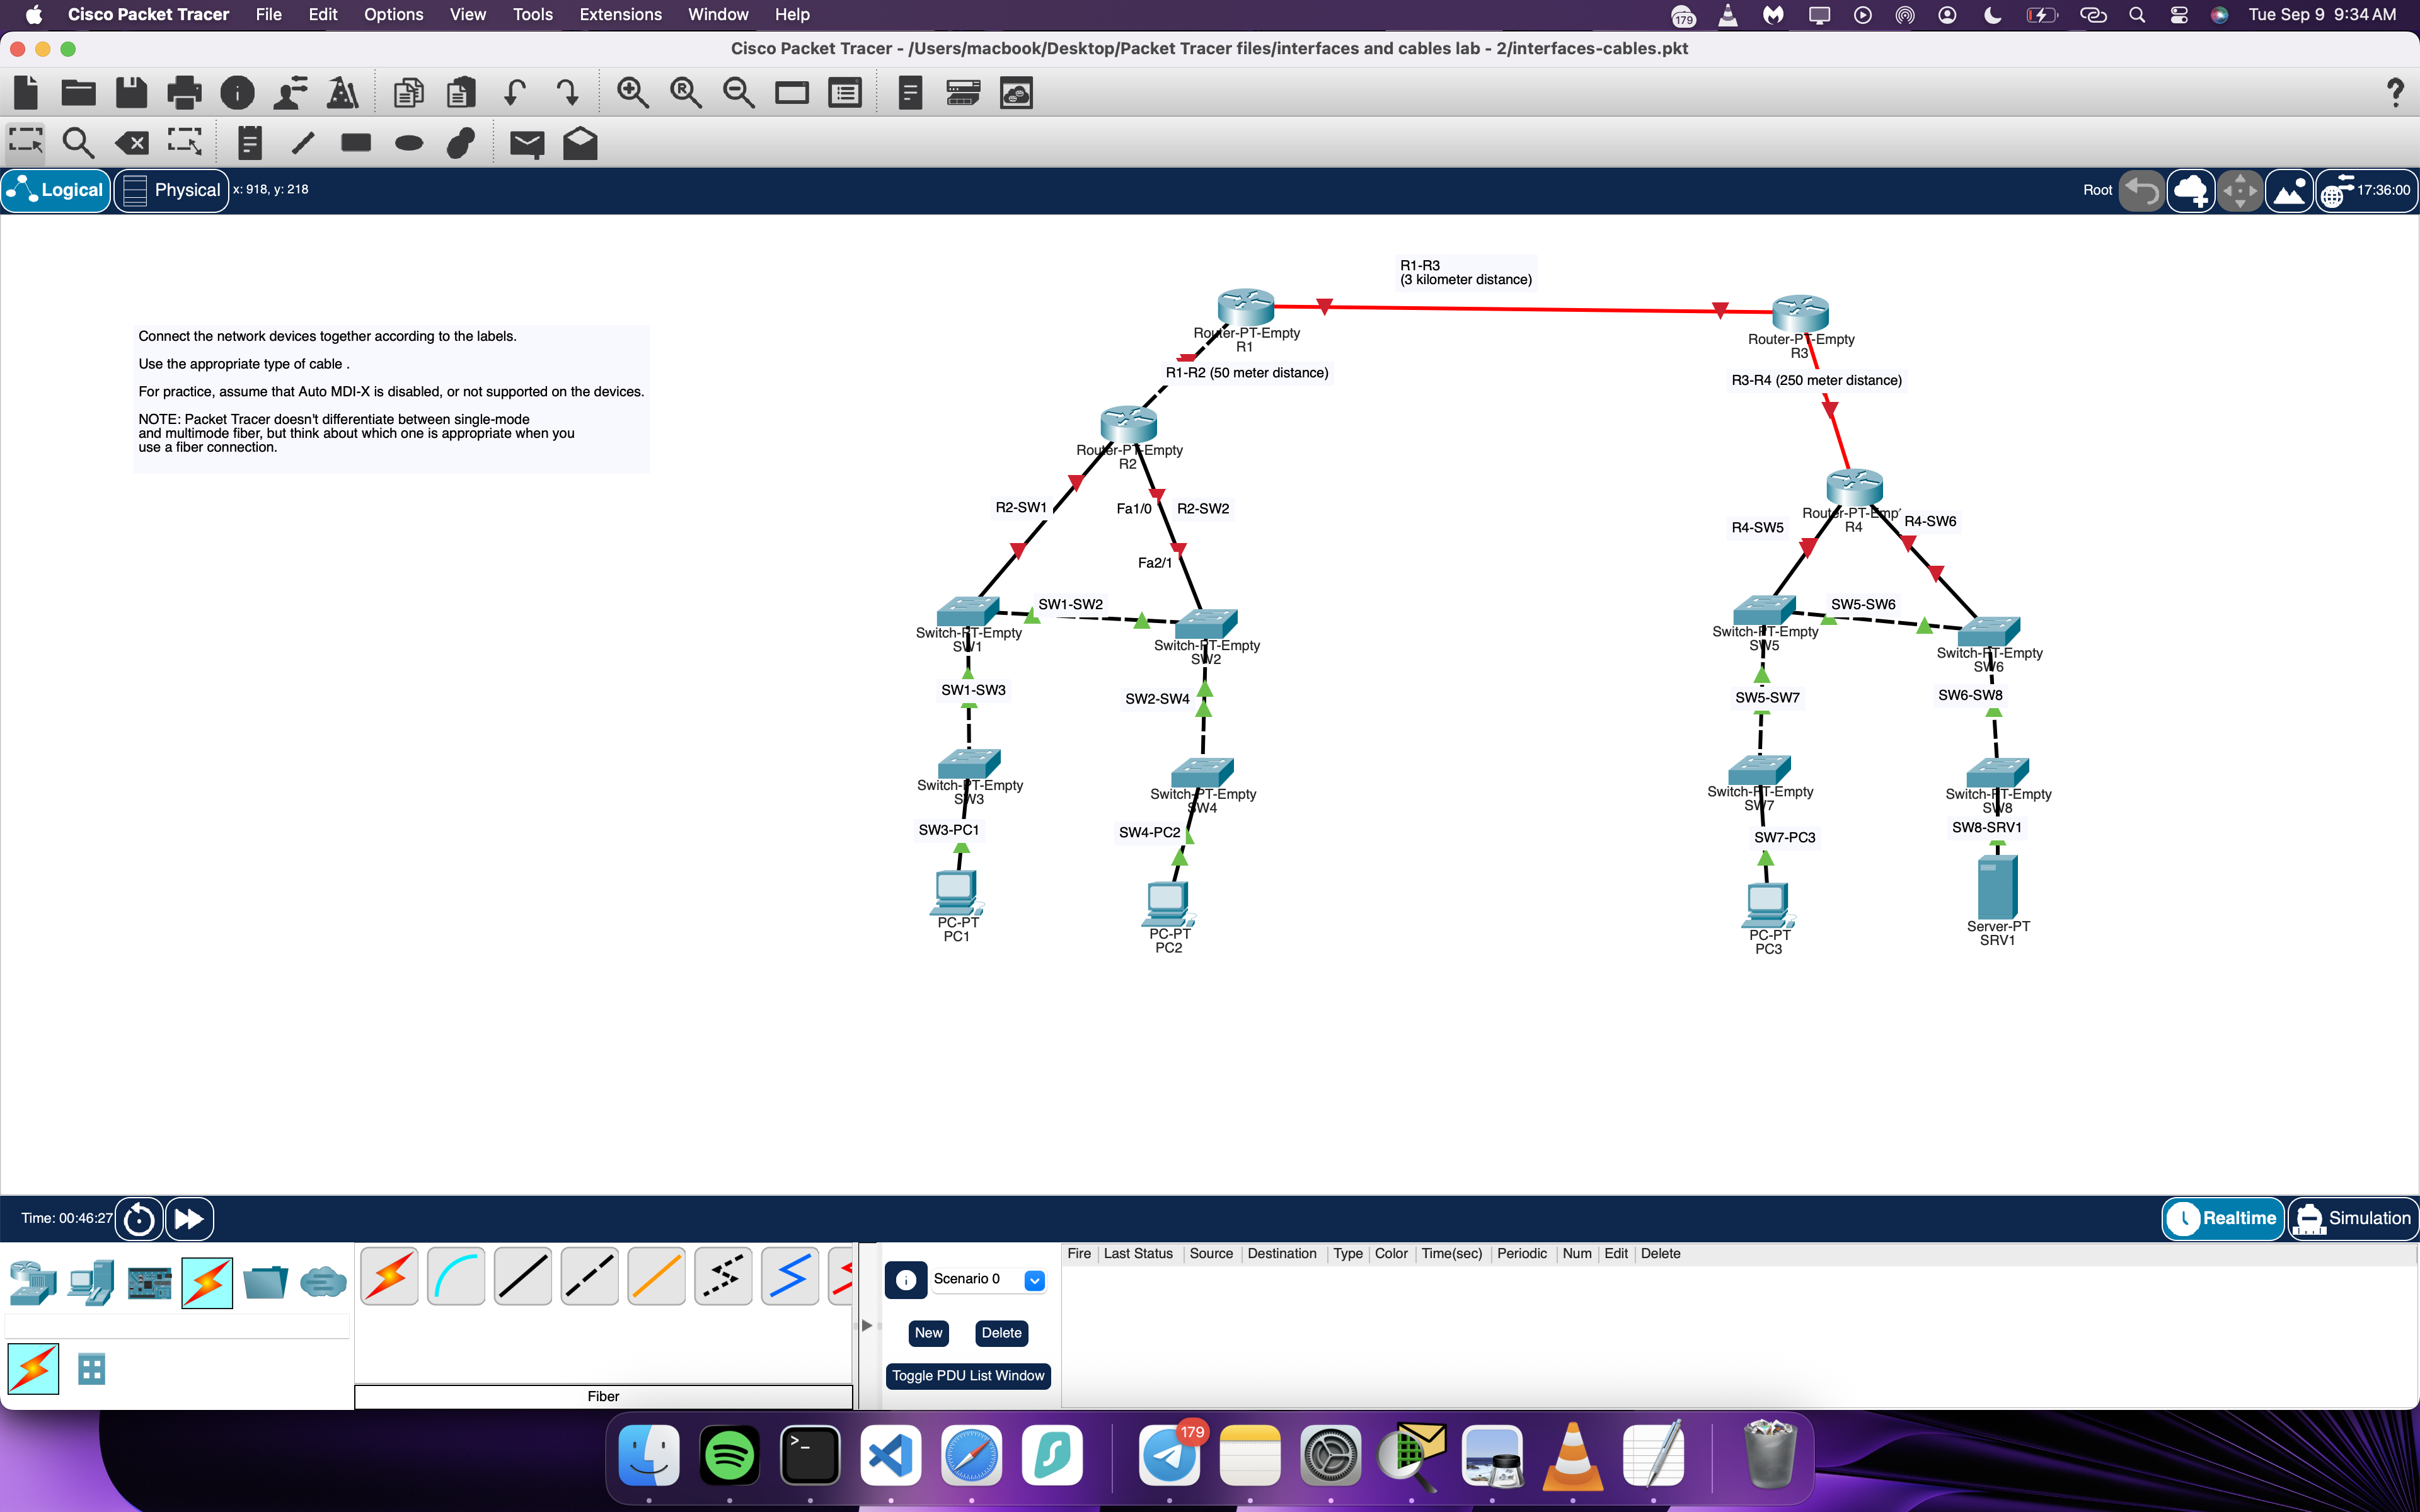 Cisco Packet Tracer File Edit Options View Tools Extensions Window Help
179
Tue Sep 9 9:34 AM
Cisco Packet Tracer - /Users/macbook/Desktop/Packet Tracer files/interfaces and cables lab - 2/interfaces-cables.pkt
Logical
Physical
x: 918, y: 218
Root
17:36:00
R1-R3
(3 kilometer distance)
Connect the network devices together according to the labels.
Use the appropriate type of cable .
For practice, assume that Auto MDI-X is disabled, or not supported on the devices.
NOTE: Packet Tracer doesn't differentiate between single-mode
and multimode fiber, but think about which one is appropriate when you
use a fiber connection.
Router-PT-Empty
R1
Router-PT-Empty
R3
R1-R2 (50 meter distance)
R3-R4 (250 meter distance)
Router-PT-Empty
R2
R2-SW1
Fa1/0
R2-SW2
Fa2/1
Router-PT-Emp
R4
R4-SW5
R4-SW6
SW1-SW2
SW5-SW6
Switch-PT-Empty
SW1
Switch-PT-Empty
SW2
Switch-PT-Empty
SW5
Switch-PT-Empty
SW6
SW1-SW3
SW2-SW4
SW5-SW7
SW6-SW8
Switch-PT-Empty
SW3
Switch-PT-Empty
SW4
Switch-PT-Empty
SW7
Switch-PT-Empty
SW8
SW3-PC1
SW4-PC2
SW7-PC3
SW8-SRV1
PC-PT
PC1
PC-PT
PC2
PC-PT
PC3
Server-PT
SRV1
Time: 00:46:27
Realtime
Simulation
Scenario 0
New
Delete
Toggle PDU List Window
Fire Last Status Source Destination Type Color Time(sec) Periodic Num Edit Delete
Fiber
179